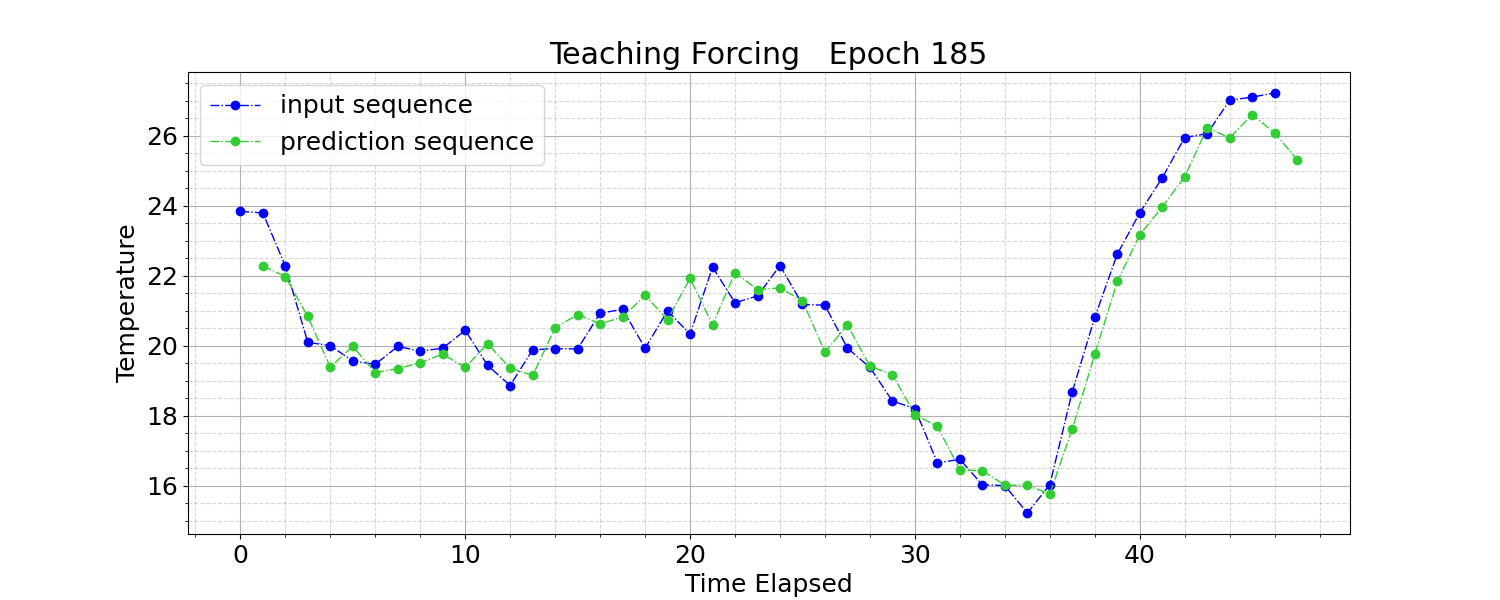 Teaching Forcing   Epoch 185
input sequence
prediction sequence
26
24
22
20
18
16
Temperature
0 10 20 30 40
Time Elapsed